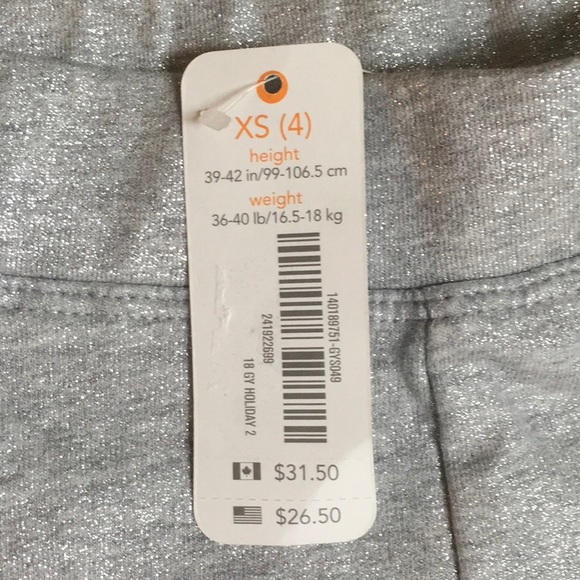 XS (4)
height
39-42 in/99-106.5 cm
weight
36-40 lb/16.5-18 kg
140189751-GYS049
241922699
18 GY HOLIDAY 2
$31.50
$26.50